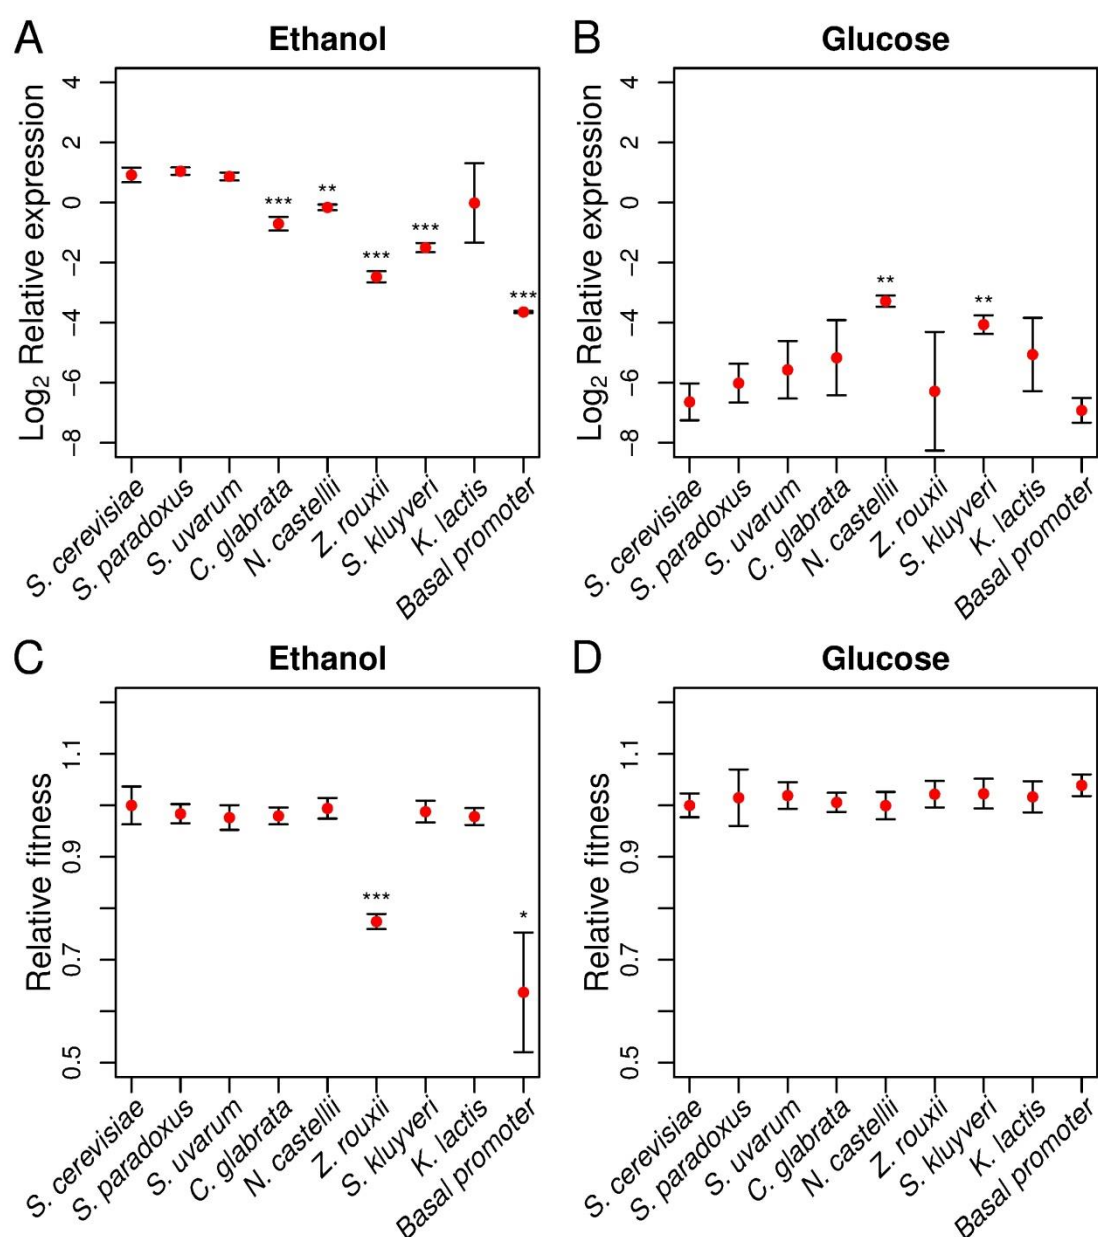 A
Ethanol
Log2 Relative expression
4
2
0
−2
−4
−6
−8
***
**
***
***
***
S. cerevisiae
S. paradoxus
S. uvarum
C. glabrata
N. castellii
Z. rouxii
S. kluyveri
K. lactis
Basal promoter
B
Glucose
Log2 Relative expression
4
2
0
−2
−4
−6
−8
**
**
S. cerevisiae
S. paradoxus
S. uvarum
C. glabrata
N. castellii
Z. rouxii
S. kluyveri
K. lactis
Basal promoter
C
Ethanol
Relative fitness
1.1
0.9
0.7
0.5
***
*
S. cerevisiae
S. paradoxus
S. uvarum
C. glabrata
N. castellii
Z. rouxii
S. kluyveri
K. lactis
Basal promoter
D
Glucose
Relative fitness
1.1
0.9
0.7
0.5
S. cerevisiae
S. paradoxus
S. uvarum
C. glabrata
N. castellii
Z. rouxii
S. kluyveri
K. lactis
Basal promoter